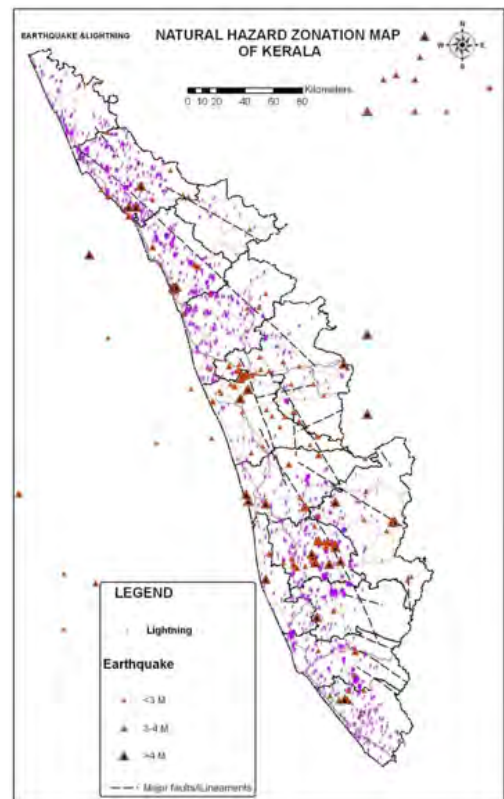 EARTHQUAKE & LIGHTNING
NATURAL HAZARD ZONATION MAP
OF KERALA
N
W
E
S
Kilometers
0 10 20 40 60 80
LEGEND
Lightning
Earthquake
<3 M
3-4 M
>4 M
Major faults/Lineaments